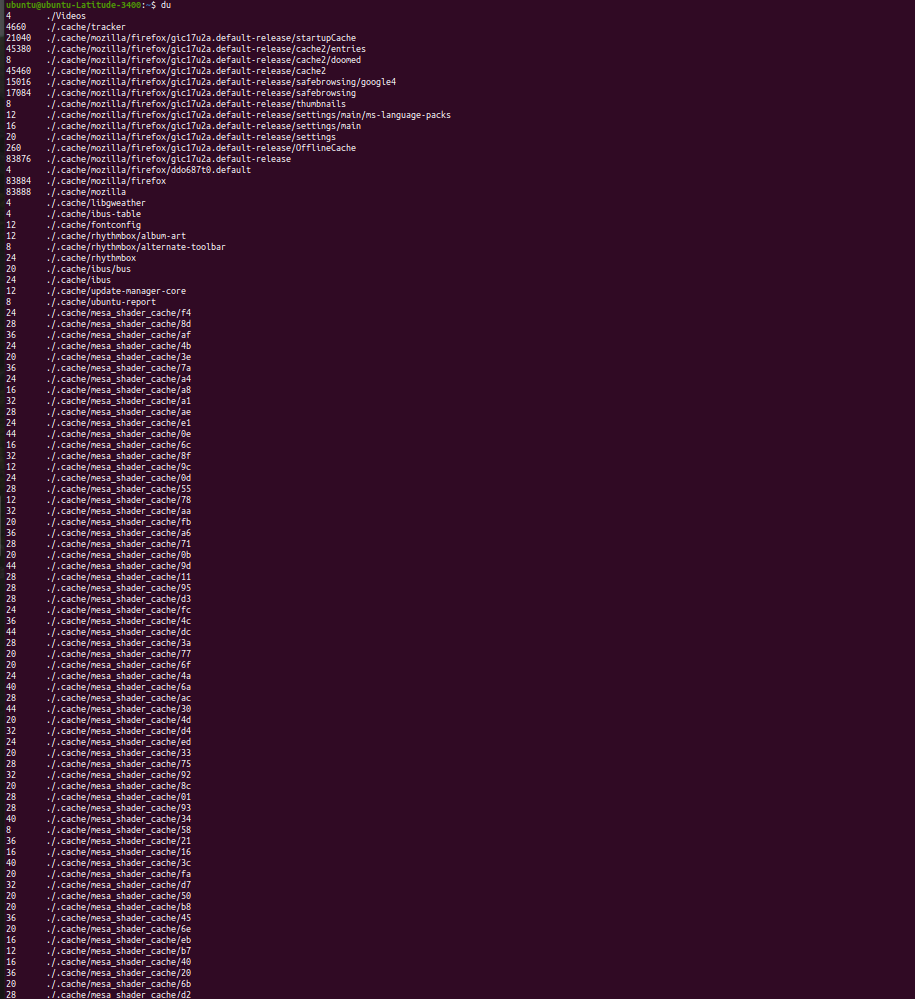 ubuntu@ubuntu-Latitude-3400:~$ du
4 ./Videos
4660 ./.cache/tracker
21040 ./.cache/mozilla/firefox/gic17u2a.default-release/startupCache
45380 ./.cache/mozilla/firefox/gic17u2a.default-release/cache2/entries
8 ./.cache/mozilla/firefox/gic17u2a.default-release/cache2/doomed
45460 ./.cache/mozilla/firefox/gic17u2a.default-release/cache2
15016 ./.cache/mozilla/firefox/gic17u2a.default-release/safebrowsing/google4
17084 ./.cache/mozilla/firefox/gic17u2a.default-release/safebrowsing
8 ./.cache/mozilla/firefox/gic17u2a.default-release/thumbnails
12 ./.cache/mozilla/firefox/gic17u2a.default-release/settings/main/ms-language-packs
16 ./.cache/mozilla/firefox/gic17u2a.default-release/settings/main
20 ./.cache/mozilla/firefox/gic17u2a.default-release/settings
260 ./.cache/mozilla/firefox/gic17u2a.default-release/OfflineCache
83876 ./.cache/mozilla/firefox/gic17u2a.default-release
4 ./.cache/mozilla/firefox/ddo687t0.default
83884 ./.cache/mozilla/firefox
83888 ./.cache/mozilla
4 ./.cache/libgweather
4 ./.cache/ibus-table
12 ./.cache/fontconfig
12 ./.cache/rhythmbox/album-art
8 ./.cache/rhythmbox/alternate-toolbar
24 ./.cache/rhythmbox
20 ./.cache/ibus/bus
24 ./.cache/ibus
12 ./.cache/update-manager-core
8 ./.cache/ubuntu-report
24 ./.cache/mesa_shader_cache/f4
28 ./.cache/mesa_shader_cache/8d
36 ./.cache/mesa_shader_cache/af
24 ./.cache/mesa_shader_cache/4b
20 ./.cache/mesa_shader_cache/3e
36 ./.cache/mesa_shader_cache/7a
24 ./.cache/mesa_shader_cache/a4
16 ./.cache/mesa_shader_cache/a8
32 ./.cache/mesa_shader_cache/a1
28 ./.cache/mesa_shader_cache/ae
24 ./.cache/mesa_shader_cache/e1
44 ./.cache/mesa_shader_cache/0e
16 ./.cache/mesa_shader_cache/6c
32 ./.cache/mesa_shader_cache/8f
12 ./.cache/mesa_shader_cache/9c
24 ./.cache/mesa_shader_cache/0d
28 ./.cache/mesa_shader_cache/55
12 ./.cache/mesa_shader_cache/78
32 ./.cache/mesa_shader_cache/aa
20 ./.cache/mesa_shader_cache/fb
36 ./.cache/mesa_shader_cache/a6
28 ./.cache/mesa_shader_cache/71
20 ./.cache/mesa_shader_cache/0b
44 ./.cache/mesa_shader_cache/9d
28 ./.cache/mesa_shader_cache/11
28 ./.cache/mesa_shader_cache/95
28 ./.cache/mesa_shader_cache/d3
24 ./.cache/mesa_shader_cache/fc
36 ./.cache/mesa_shader_cache/4c
44 ./.cache/mesa_shader_cache/dc
28 ./.cache/mesa_shader_cache/3a
20 ./.cache/mesa_shader_cache/77
20 ./.cache/mesa_shader_cache/6f
24 ./.cache/mesa_shader_cache/4a
40 ./.cache/mesa_shader_cache/6a
28 ./.cache/mesa_shader_cache/ac
44 ./.cache/mesa_shader_cache/30
20 ./.cache/mesa_shader_cache/4d
32 ./.cache/mesa_shader_cache/d4
24 ./.cache/mesa_shader_cache/ed
20 ./.cache/mesa_shader_cache/33
28 ./.cache/mesa_shader_cache/75
32 ./.cache/mesa_shader_cache/92
20 ./.cache/mesa_shader_cache/8c
28 ./.cache/mesa_shader_cache/01
28 ./.cache/mesa_shader_cache/93
40 ./.cache/mesa_shader_cache/34
8 ./.cache/mesa_shader_cache/58
36 ./.cache/mesa_shader_cache/21
16 ./.cache/mesa_shader_cache/16
40 ./.cache/mesa_shader_cache/3c
20 ./.cache/mesa_shader_cache/fa
32 ./.cache/mesa_shader_cache/d7
20 ./.cache/mesa_shader_cache/50
20 ./.cache/mesa_shader_cache/b8
36 ./.cache/mesa_shader_cache/45
20 ./.cache/mesa_shader_cache/6e
16 ./.cache/mesa_shader_cache/eb
12 ./.cache/mesa_shader_cache/b7
16 ./.cache/mesa_shader_cache/40
36 ./.cache/mesa_shader_cache/20
20 ./.cache/mesa_shader_cache/6b
28 ./.cache/mesa_shader_cache/d2